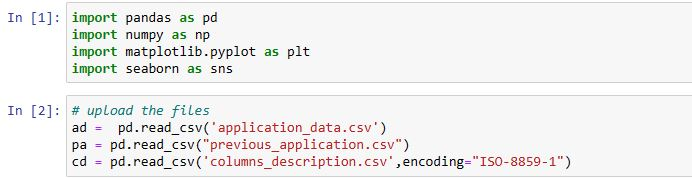 In [1]: import pandas as pd
import numpy as np
import matplotlib.pyplot as plt
import seaborn as sns
In [2]: # upload the files
ad =  pd.read_csv('application_data.csv')
pa = pd.read_csv("previous_application.csv")
cd = pd.read_csv('columns_description.csv',encoding="ISO-8859-1")